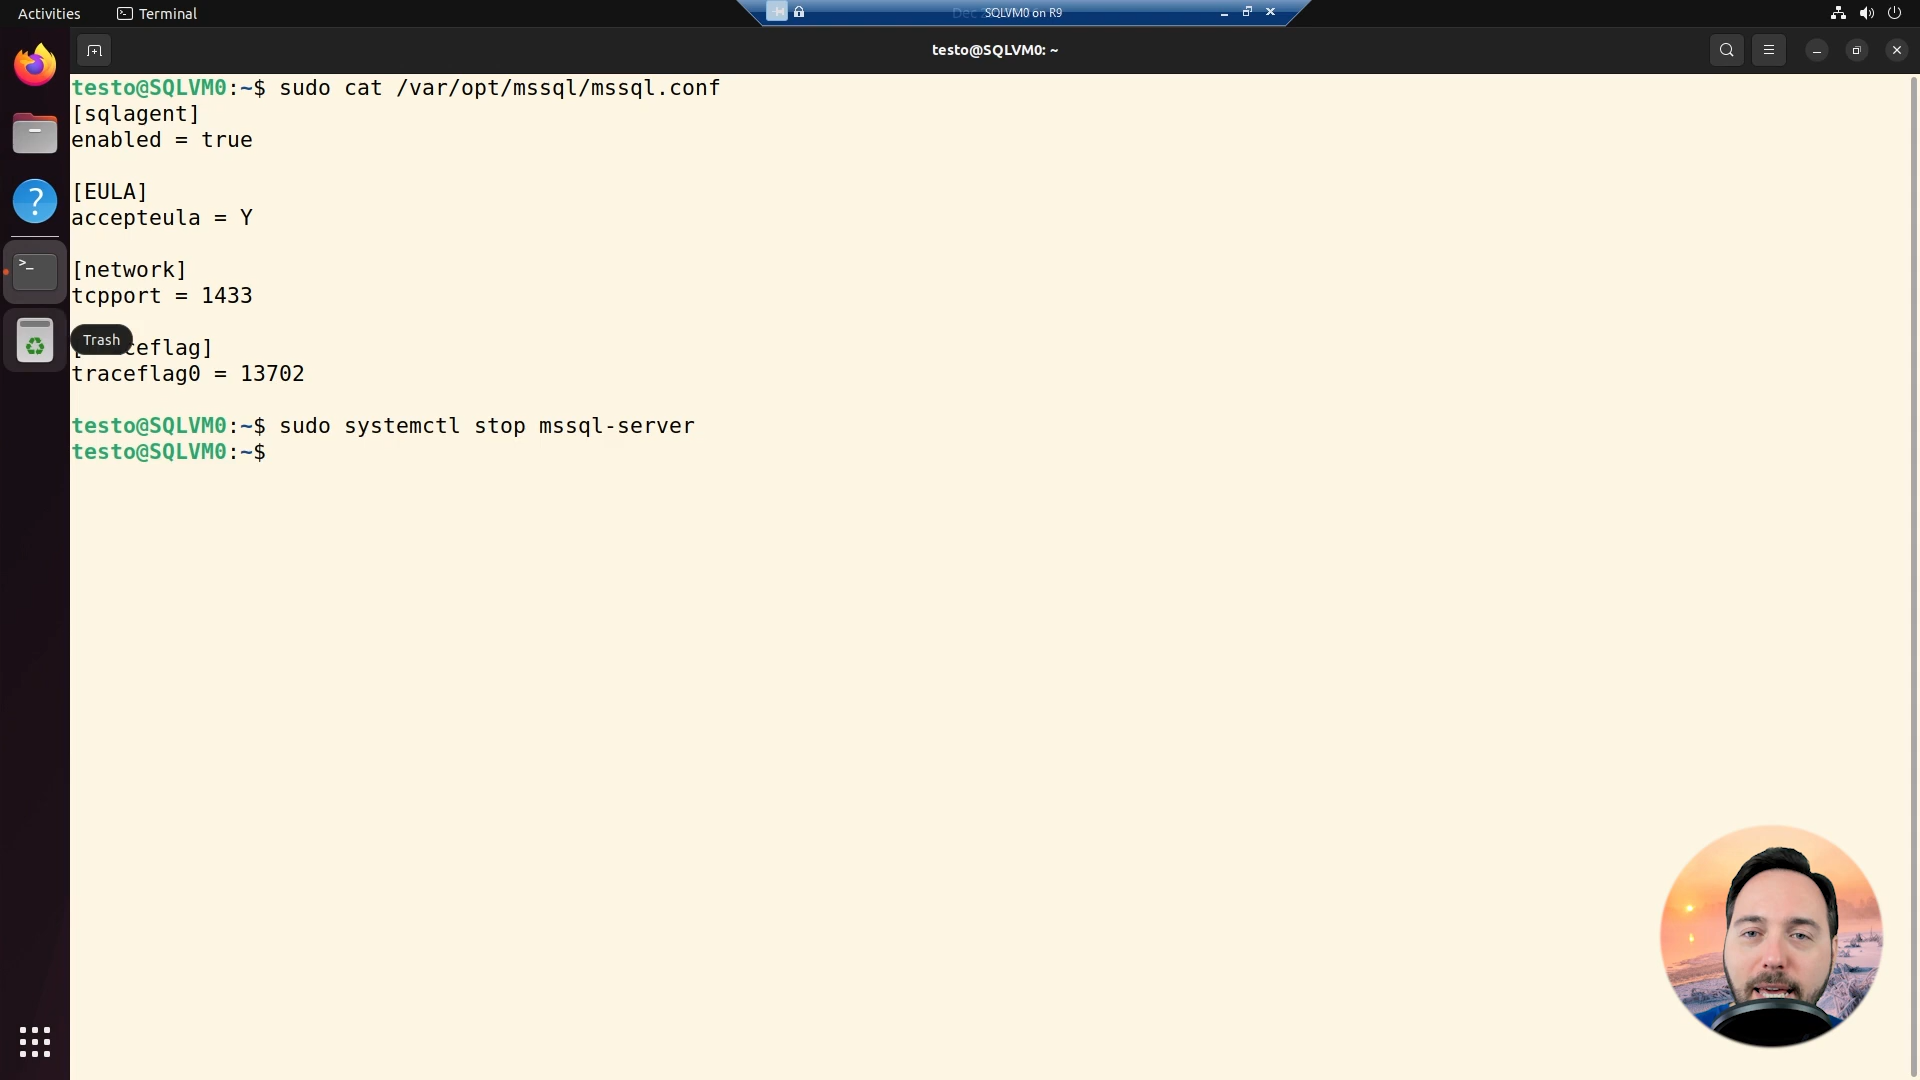 Activities
Terminal
SQLVM0 on R9
testo@SQLVM0: ~
testo@SQLVM0:~$ sudo cat /var/opt/mssql/mssql.conf
[sqlagent]
enabled = true
[EULA]
accepteula = Y
[network]
tcpport = 1433
Trash
ceflag]
traceflag0 = 13702
testo@SQLVM0:~$ sudo systemctl stop mssql-server
testo@SQLVM0:~$